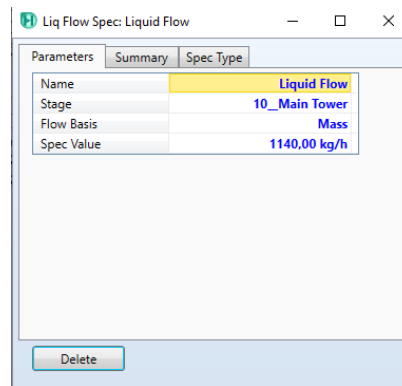 Liq Flow Spec: Liquid Flow
Parameters Summary Spec Type
Name Liquid Flow
Stage 10__Main Tower
Flow Basis Mass
Spec Value 1140,00 kg/h
Delete